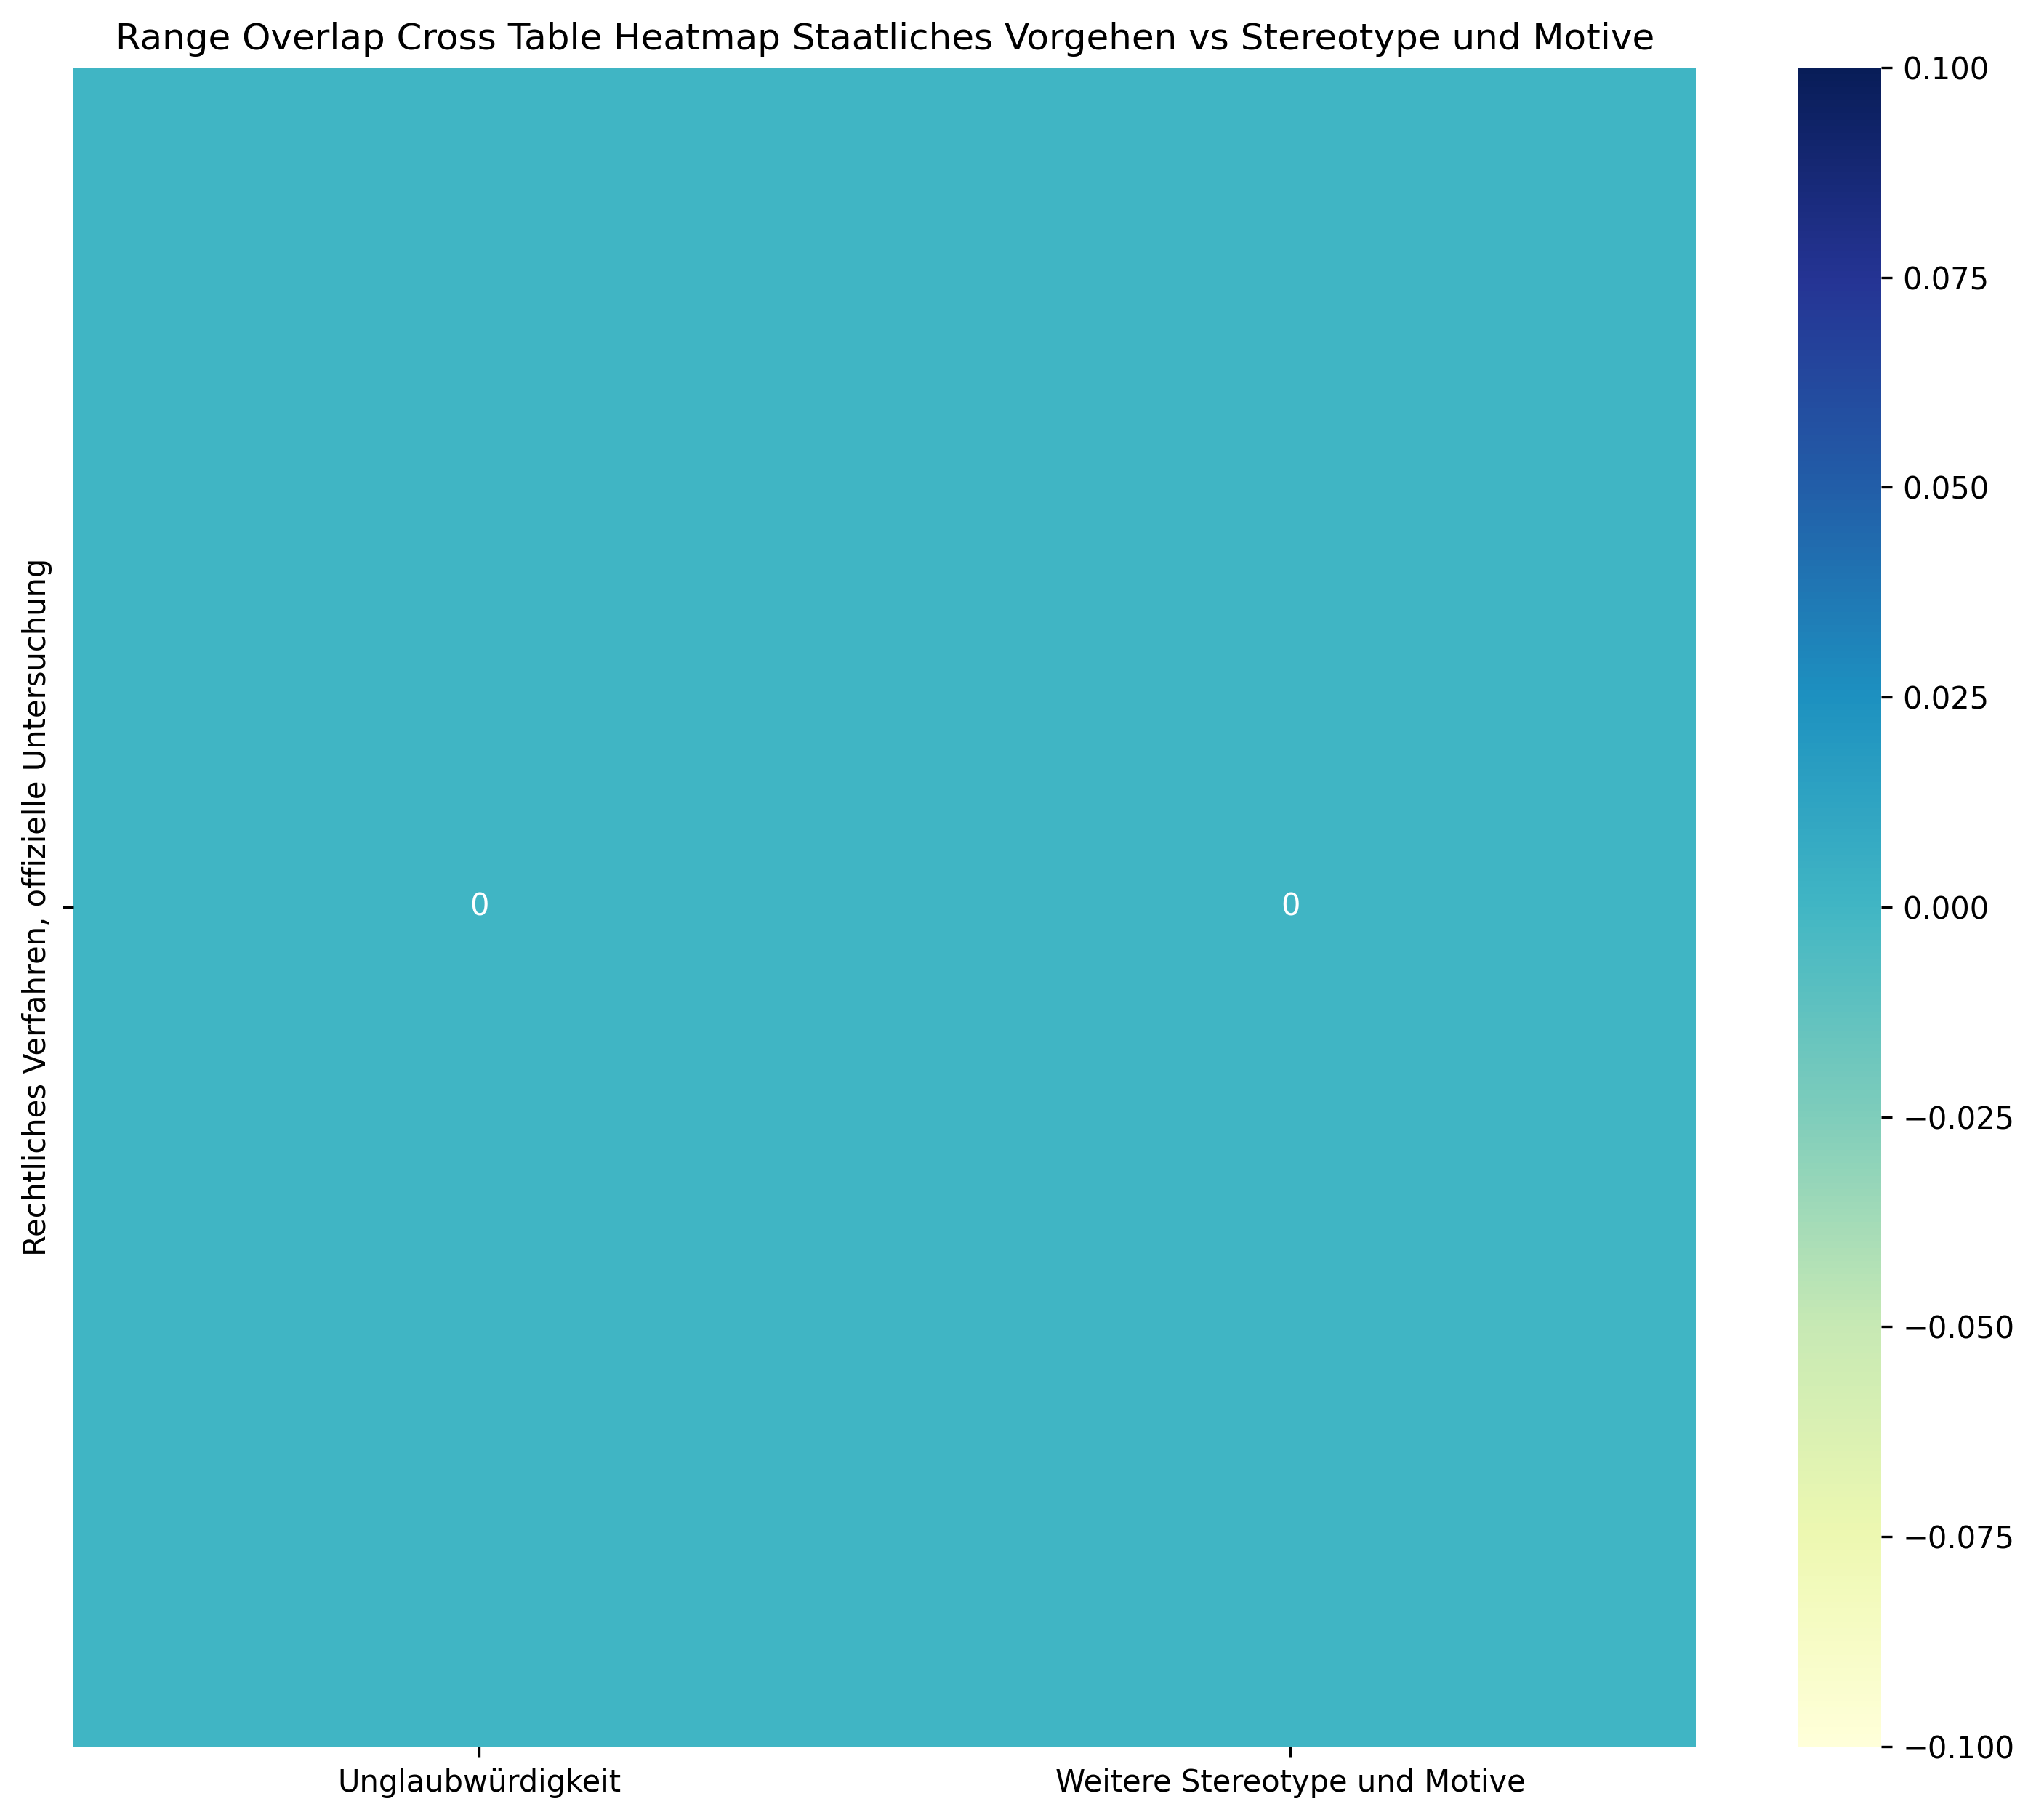 Range Overlap Cross Table Heatmap Staatliches Vorgehen vs Stereotype und Motive
Rechtliches Verfahren, offizielle Untersuchung
0
0
Unglaubwürdigkeit
Weitere Stereotype und Motive
0.100
0.075
0.050
0.025
0.000
−0.025
−0.050
−0.075
−0.100